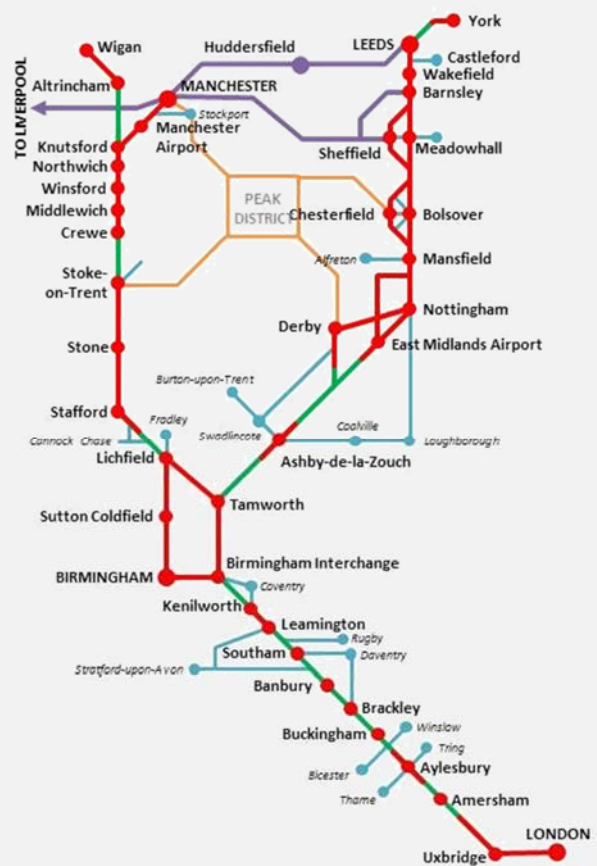 York
Wigan
Huddersfield
LEEDS
Castleford
Wakefield
Altrincham
MANCHESTER
Barnsley
TO LIVERPOOL
Stockport
Manchester
Airport
Knutsford
Sheffield
Meadowhall
Northwich
Winsford
PEAK
DISTRICT
Middlewich
Chesterfield
Bolsover
Crewe
Alfreton
Mansfield
Stoke-
on-Trent
Nottingham
Derby
East Midlands Airport
Stone
Burton-upon-Trent
Stafford
Fradley
Swadlincote
Coalville
Cannock Chase
Loughborough
Lichfield
Ashby-de-la-Zouch
Tamworth
Sutton Coldfield
Birmingham Interchange
BIRMINGHAM
Coventry
Kenilworth
Leamington
Rugby
Southam
Daventry
Stratford-upon-Avon
Banbury
Brackley
Buckingham
Winslow
Tring
Bicester
Aylesbury
Thame
Amersham
LONDON
Uxbridge